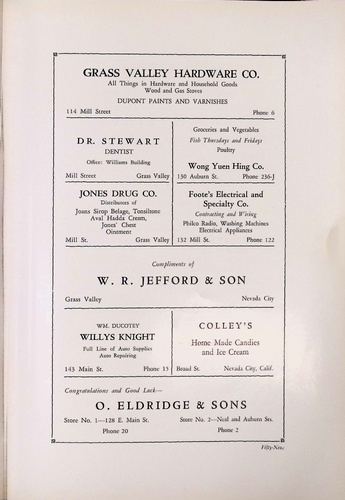 GRASS VALLEY HARDWARE CO.
All Things in Hardware and Household Goods
Wood and Gas Stoves
DUPONT PAINTS AND VARNISHES
114 Mill Street Phone 6
DR. STEWART
DENTIST
Office: Williams Building
Mill Street Grass Valley
Groceries and Vegetables
Fish Thursdays and Fridays
Poultry
Wong Yuen Hing Co.
130 Auburn St. Phone 236-J
JONES DRUG CO.
Distributors of
Joans Sirop Belage, Tonsiltone
Aval Hadda Cream,
Jones' Chest
Ointment
Mill St. Grass Valley
Foote's Electrical and
Specialty Co.
Contracting and Wiring
Philco Radio, Washing Machines
Electrical Appliances
132 Mill St. Phone 122
Compliments of
W. R. JEFFORD & SON
Grass Valley Nevada City
WM. DUCOTEY
WILLYS KNIGHT
Full Line of Auto Supplies
Auto Repairing
143 Main St. Phone 15
COLLEY'S
Home Made Candies
and Ice Cream
Broad St. Nevada City, Calif.
Congratulations and Good Luck—
O. ELDRIDGE & SONS
Store No. 1—128 E. Main St. Store No. 2—Neal and Auburn Sts.
Phone 20 Phone 2